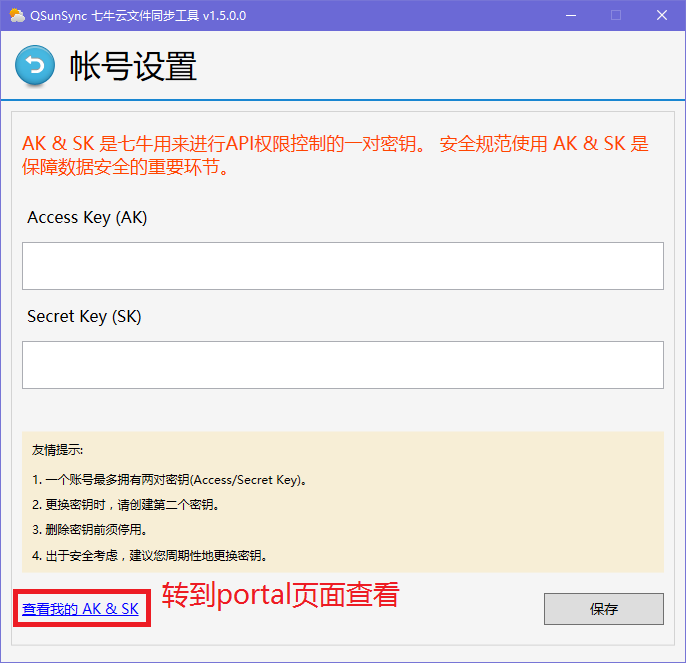 QSunSync 七牛云文件同步工具 v1.5.0.0
帐号设置
AK & SK 是七牛用来进行API权限控制的一对密钥。 安全规范使用 AK & SK 是
保障数据安全的重要环节。
Access Key (AK)
Secret Key (SK)
友情提示:
1. 一个账号最多拥有两对密钥(Access/Secret Key)。
2. 更换密钥时，请创建第二个密钥。
3. 删除密钥前须停用。
4. 出于安全考虑，建议您周期性地更换密钥。
转到portal页面查看
查看我的 AK & SK
保存